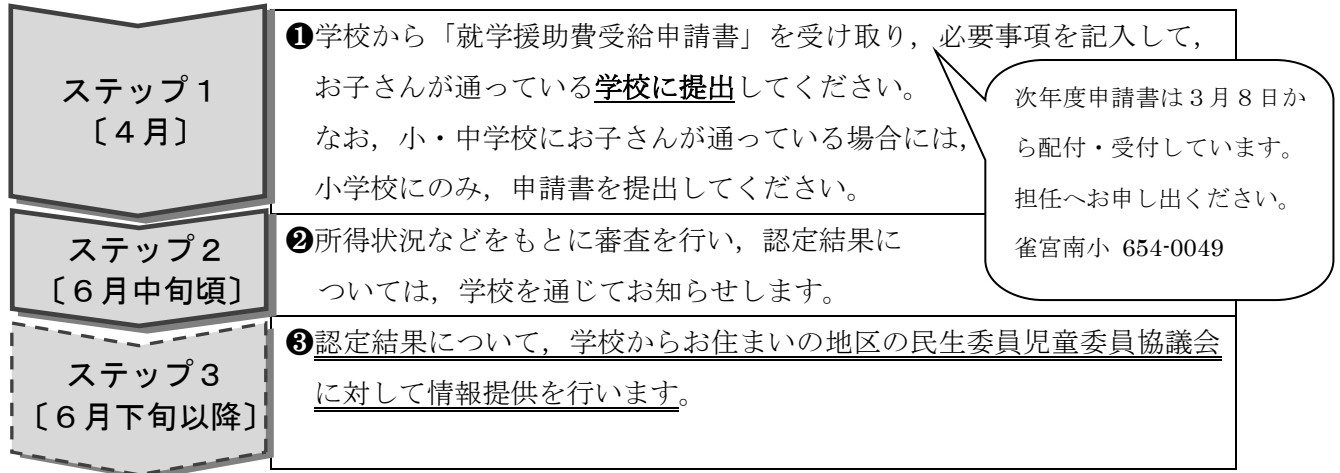 ステップ１
〔４月〕
❶学校から「就学援助費受給申請書」を受け取り，必要事項を記入して，
お子さんが通っている学校に提出してください。
なお，小・中学校にお子さんが通っている場合には，
小学校にのみ，申請書を提出してください。
次年度申請書は３月８日か
ら配付・受付しています。
担任へお申し出ください。
雀宮南小 654-0049
ステップ２
〔６月中旬頃〕
❷所得状況などをもとに審査を行い，認定結果に
ついては，学校を通じてお知らせします。
ステップ３
〔６月下旬以降〕
❸認定結果について，学校からお住まいの地区の民生委員児童委員協議会
に対して情報提供を行います。